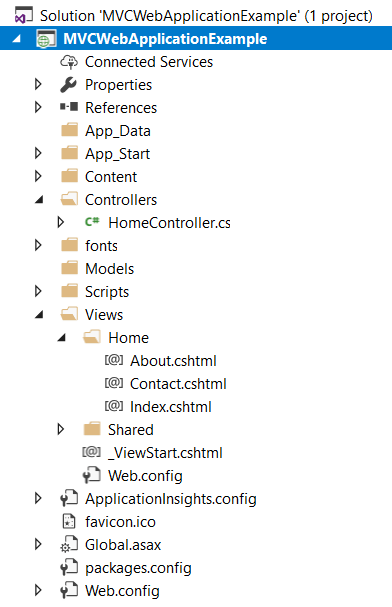 Solution 'MVCWebApplicationExample' (1 project)
MVCWebApplicationExample
Connected Services
Properties
References
App_Data
App_Start
Content
Controllers
C# HomeController.cs
fonts
Models
Scripts
Views
Home
[@] About.cshtml
[@] Contact.cshtml
[@] Index.cshtml
Shared
[@] _ViewStart.cshtml
Web.config
ApplicationInsights.config
favicon.ico
Global.asax
packages.config
Web.config